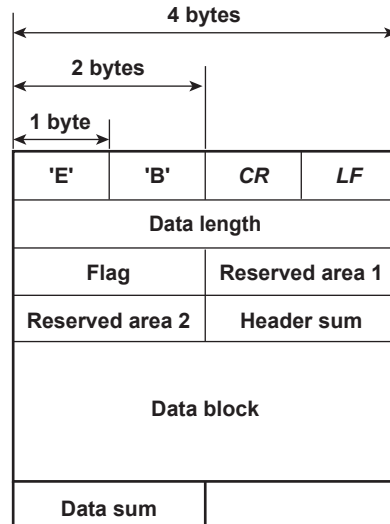 4 bytes
2 bytes
1 byte
'E' 'B' CR LF
Data length
Flag Reserved area 1
Reserved area 2 Header sum
Data block
Data sum